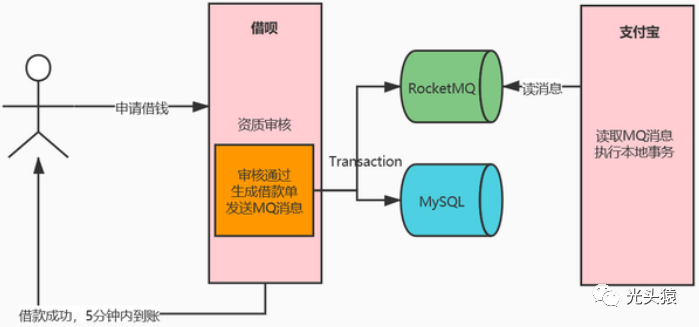 借呗
支付宝
RocketMQ
读消息
申请借钱
资质审核
读取MQ消息
执行本地事务
Transaction
审核通过
生成借款单
发送MQ消息
MySQL
光头猿
借款成功，5分钟内到账